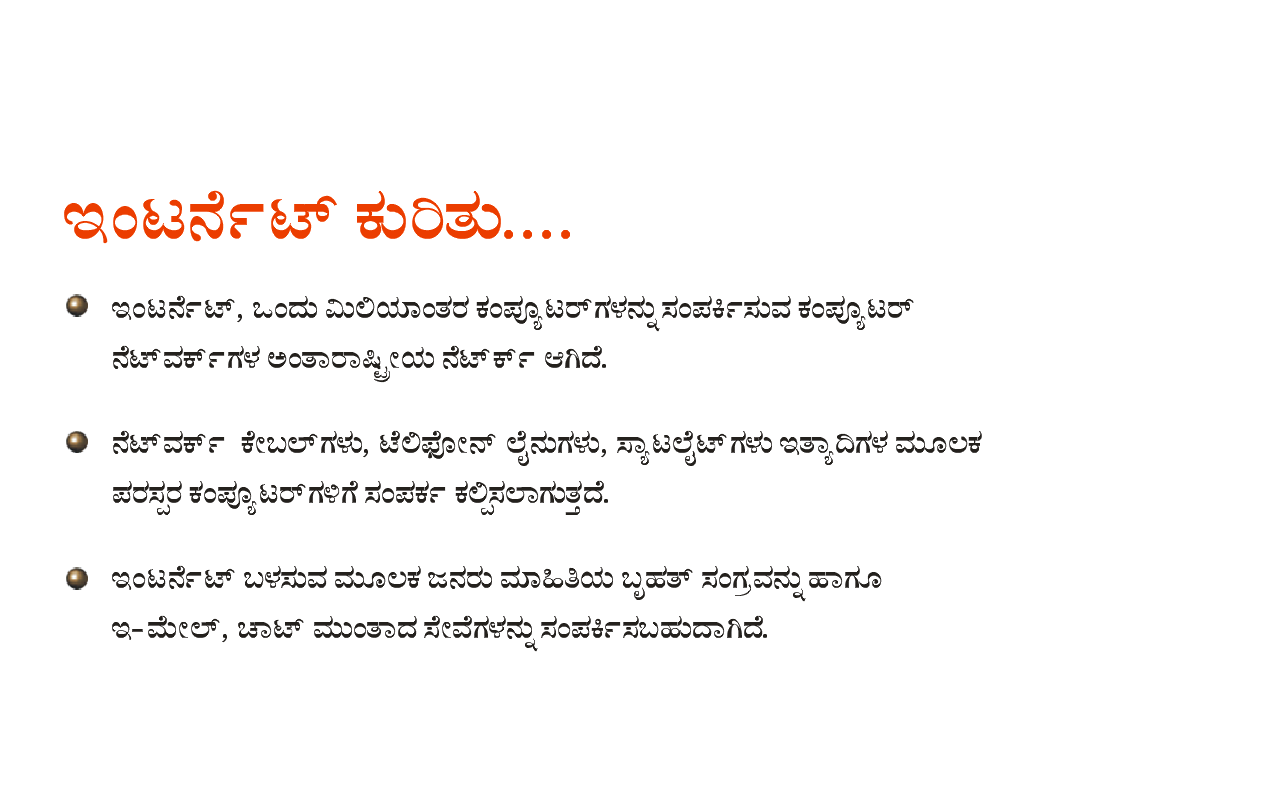 ಇಂಟರ್ನೆಟ್ ಕುರಿತು....
ಇಂಟರ್ನೆಟ್, ಒಂದು ಮಿಲಿಯಾಂತರ ಕಂಪ್ಯೂಟರ್‌ಗಳನ್ನು ಸಂಪರ್ಕಿಸುವ ಕಂಪ್ಯೂಟರ್
ನೆಟ್‌ವರ್ಕ್‌ಗಳ ಅಂತಾರಾಷ್ಟ್ರೀಯ ನೆಟ್‌ರ್ಕ್ ಆಗಿದೆ.
ನೆಟ್‌ವರ್ಕ್ ಕೇಬಲ್‌ಗಳು, ಟೆಲಿಫೋನ್ ಲೈನುಗಳು, ಸ್ಯಾಟಲೈಟ್‌ಗಳು ಇತ್ಯಾದಿಗಳ ಮೂಲಕ
ಪರಸ್ಪರ ಕಂಪ್ಯೂಟರ್‌ಗಳಿಗೆ ಸಂಪರ್ಕ ಕಲ್ಪಿಸಲಾಗುತ್ತದೆ.
ಇಂಟರ್ನೆಟ್ ಬಳಸುವ ಮೂಲಕ ಜನರು ಮಾಹಿತಿಯ ಬೃಹತ್ ಸಂಗ್ರವನ್ನು ಹಾಗೂ
ಇ-ಮೇಲ್, ಚಾಟ್ ಮುಂತಾದ ಸೇವೆಗಳನ್ನು ಸಂಪರ್ಕಿಸಬಹುದಾಗಿದೆ.